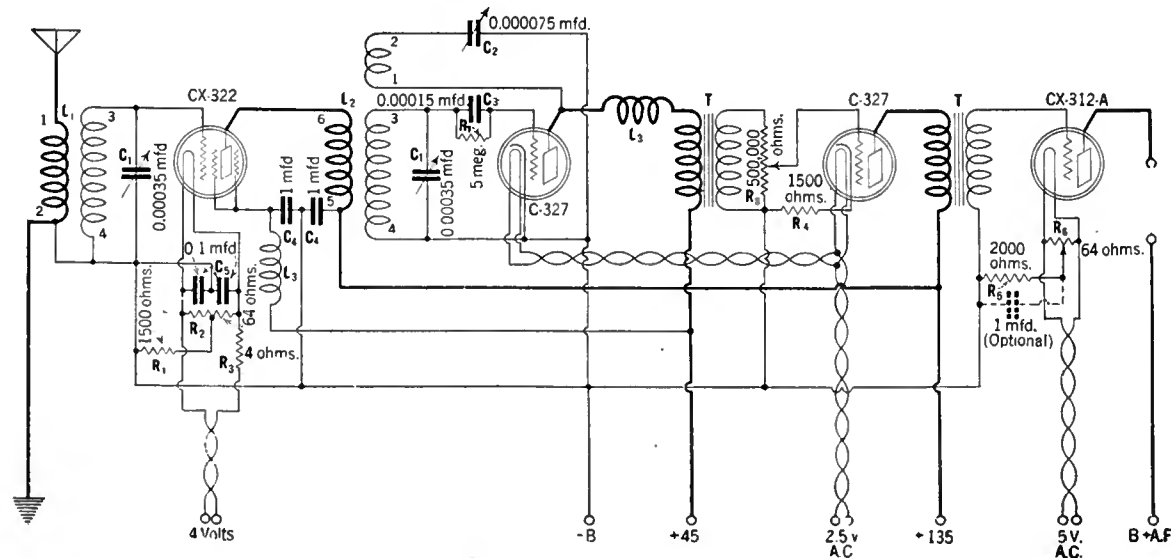 0.000075 mfd.
2
C2
1
CX-322
L1
1
3
C1
0.00035 mfd
2
4
L2
6
5
1 mfd
1 mfd
C4
C4
L3
0.00015 mfd
C3
5 meg.
3
C1
0.00035 mfd
4
C-327
L3
T
500,000 ohms.
C-327
1500 ohms.
R4
T
CX-312-A
R6
64 ohms.
2000 ohms.
R5
1 mfd.
(Optional)
0.1 mfd
C5
1500 ohms.
R2
64 ohms.
R1
R3
4 ohms.
4 Volts
-B
+45
2.5 v
A.C
+135
5 V.
A.C.
B +A.F.